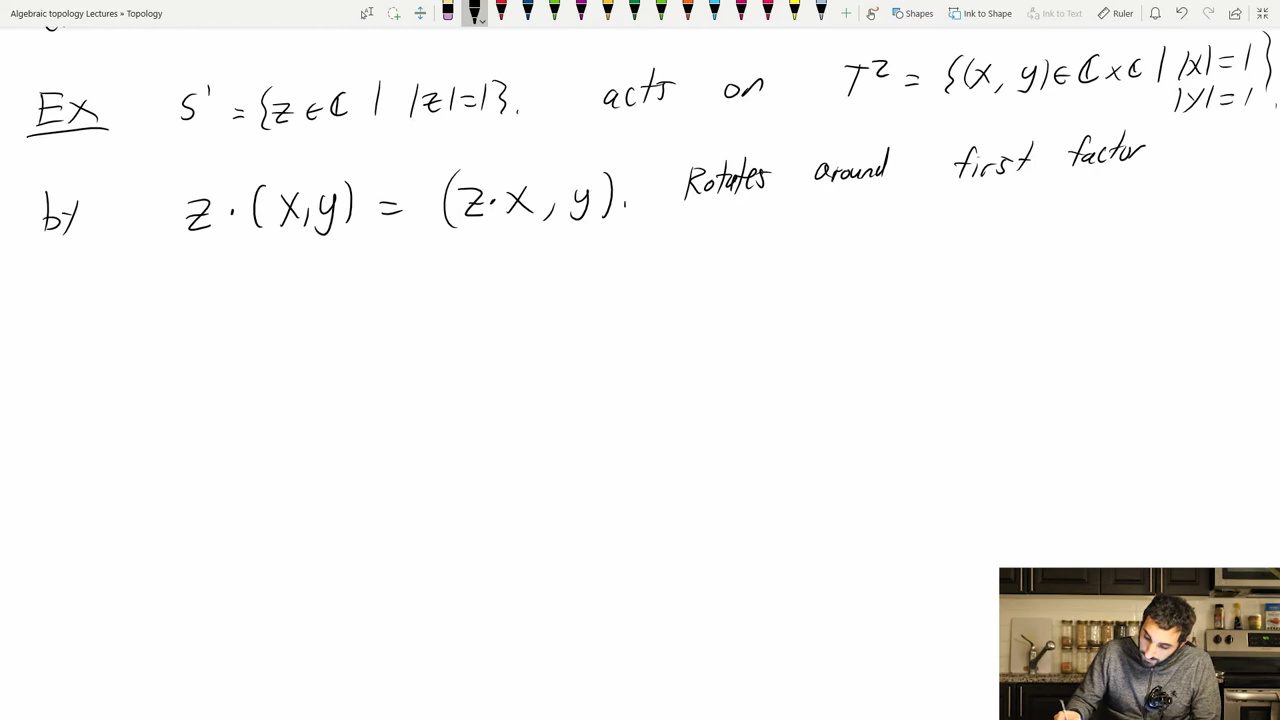 Algebraic topology Lectures » Topology
Shapes Ink to Shape Ink to Text Ruler
Ex S¹ = {z ∈ ℂ | |z|=1}. acts on T² = {(x, y) ∈ ℂ×ℂ | |x|=1
|y|=1}.
by z·(x,y) = (z·x, y). Rotates around first factor